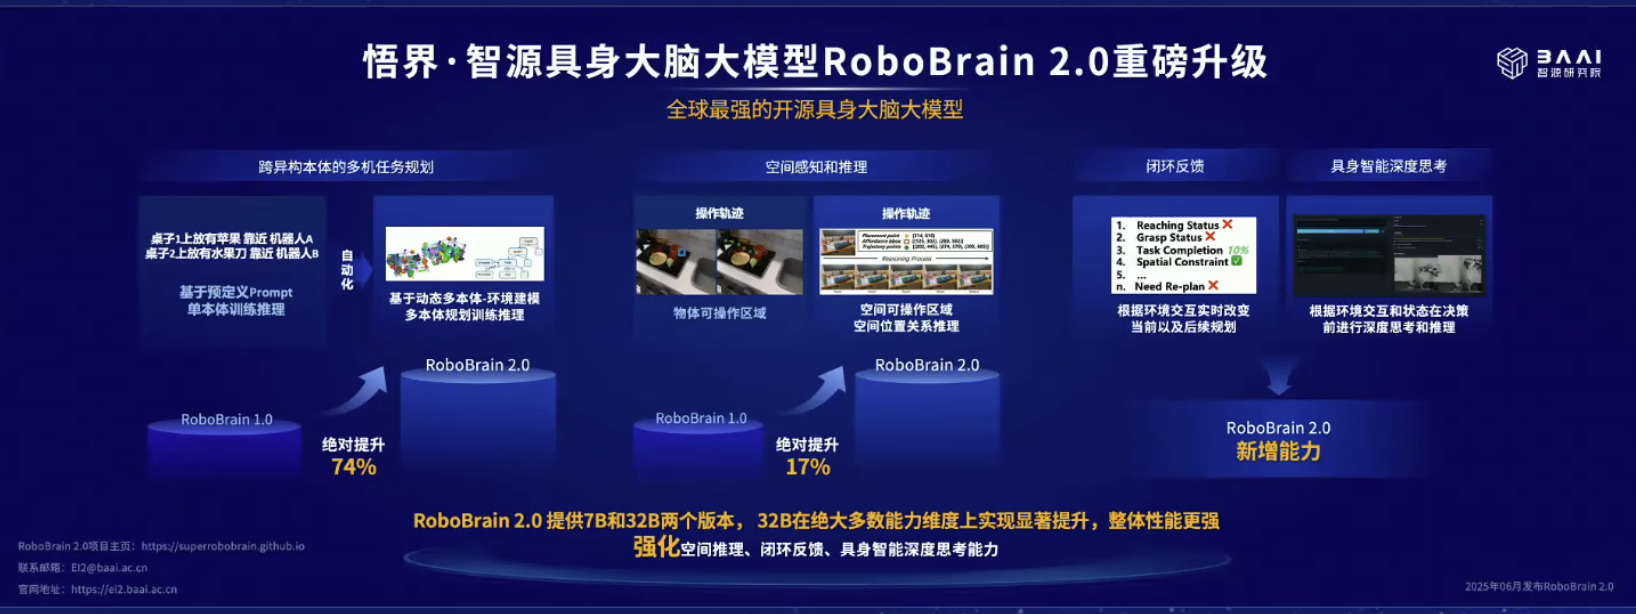 悟界·智源具身大脑大模型RoboBrain 2.0重磅升级
BAAI
智源研究院
全球最强的开源具身大脑大模型
跨异构本体的多机任务规划
桌子1上放有苹果 靠近 机器人A
桌子2上放有水果刀 靠近 机器人B
基于预定义Prompt
单本体训练推理
自动化
基于动态多本体-环境建模
多本体规划训练推理
RoboBrain 1.0
绝对提升
74%
RoboBrain 2.0
空间感知和推理
操作轨迹
物体可操作区域
操作轨迹
Reasoning Process
空间可操作区域
空间位置关系推理
RoboBrain 1.0
绝对提升
17%
RoboBrain 2.0
闭环反馈
1. Reaching Status ❌
2. Grasp Status ❌
3. Task Completion 10%
4. Spatial Constraint ✅
5. ...
n. Need Re-plan ❌
根据环境交互实时改变
当前以及后续规划
具身智能深度思考
根据环境交互和状态在决策
前进行深度思考和推理
RoboBrain 2.0
新增能力
RoboBrain 2.0 提供7B和32B两个版本， 32B在绝大多数能力维度上实现显著提升，整体性能更强
强化空间推理、闭环反馈、具身智能深度思考能力
RoboBrain 2.0项目主页：https://superrobobrain.github.io
联系邮箱：EI2@baai.ac.cn
官网地址：https://ei2.baai.ac.cn
2025年06月发布RoboBrain 2.0